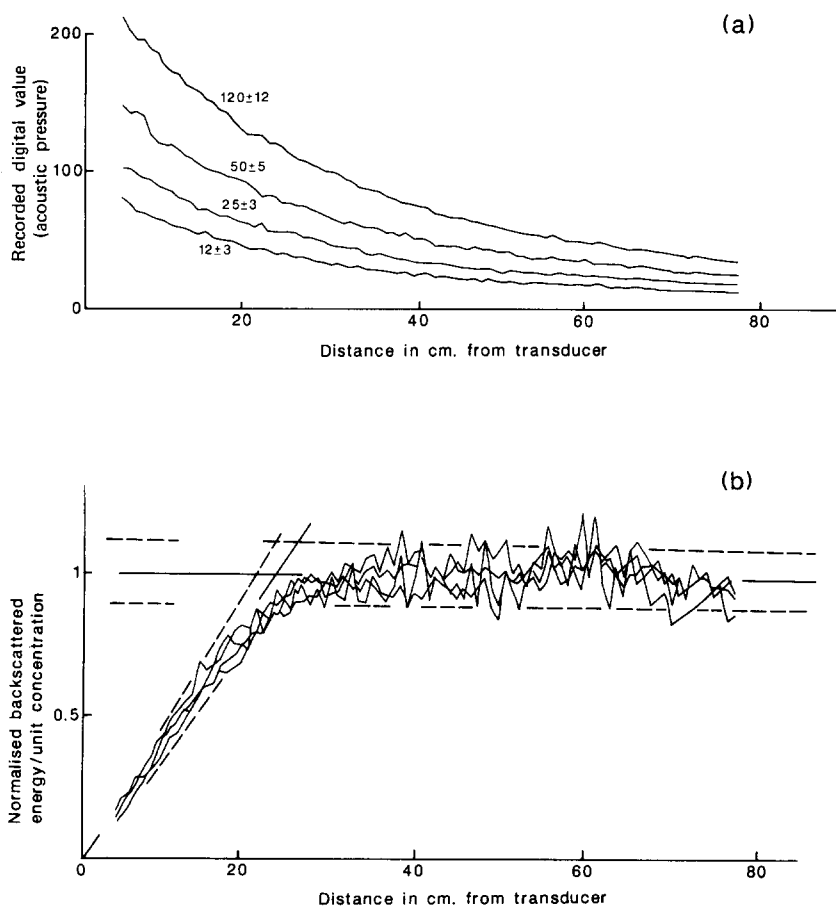 (a)
200
100
0
Recorded digital value
(acoustic pressure)
120±12
50±5
25±3
12±3
20
40
60
80
Distance in cm. from transducer
(b)
1
0.5
0
Normalised backscattered
energy/unit concentration
20
40
60
80
Distance in cm. from transducer